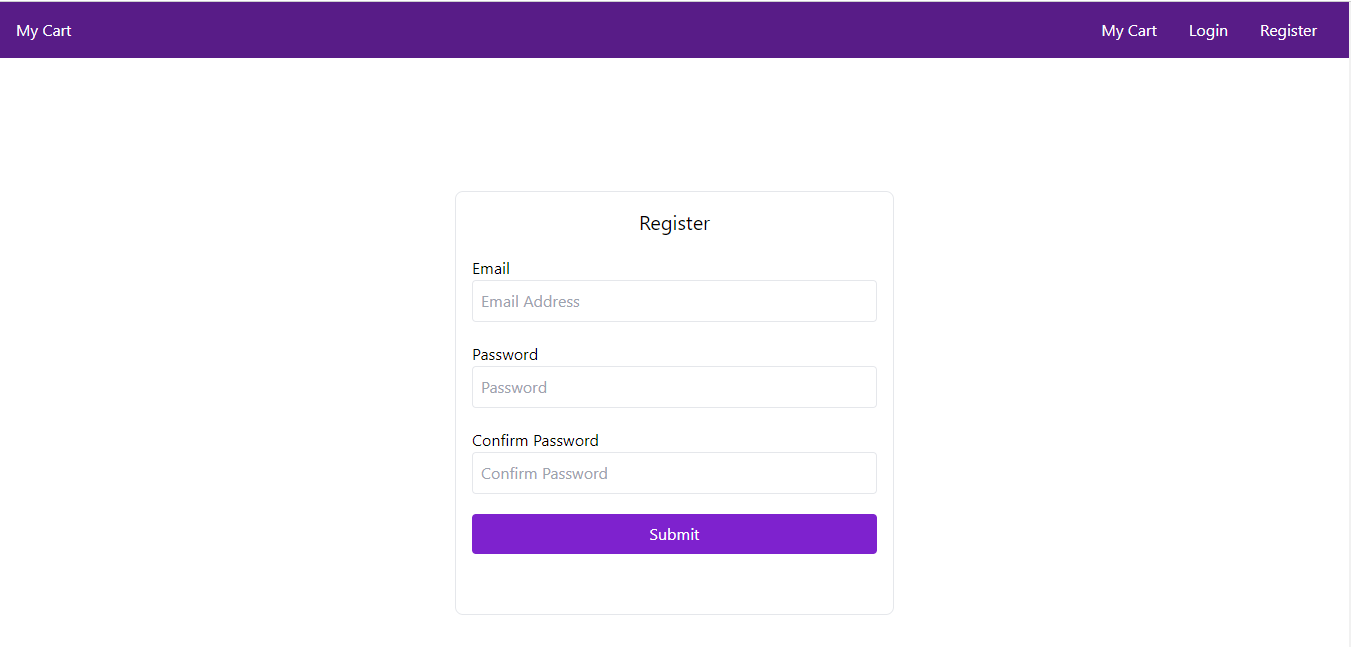 My Cart
My Cart Login Register
Register
Email
Email Address
Password
Password
Confirm Password
Confirm Password
Submit